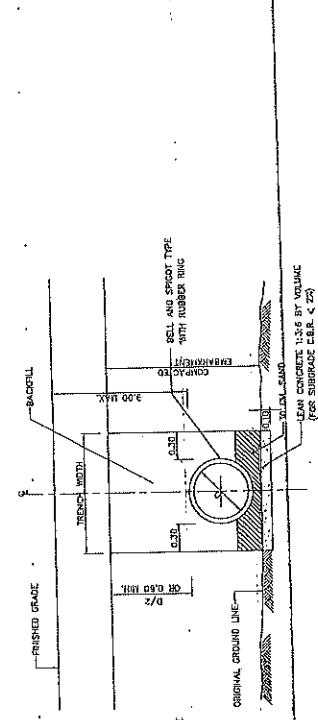 FINISHED GRADE
BACKFILL
℄
TRENCH WIDTH
0.30
0.30
D/2
OR 0.60 MIN.
3.00 MAX.
COMPACTED
EMBANKMENT
BELL AND SPIGOT TYPE
WITH RUBBER RING
ORIGINAL GROUND LINE
0.10
10 CM. SAND
LEAN CONCRETE 1:3:6 BY VOLUME
(FOR SUBGRADE C.B.R. < 2%)